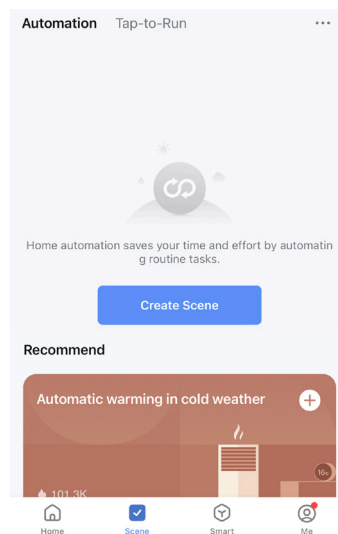 Automation Tap-to-Run
Home automation saves your time and effort by automatin
g routine tasks.
Create Scene
Recommend
Automatic warming in cold weather
16c
101.3K
Home Scene Smart Me